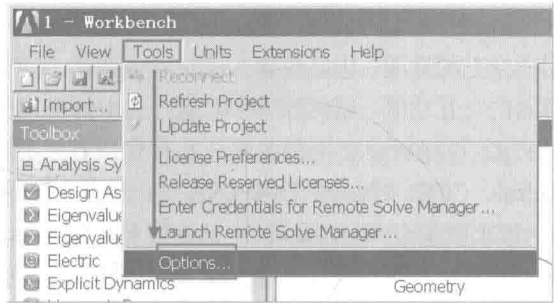 1 - Workbench
File View Tools Units Extensions Help
Reconnect
Import...
Refresh Project
Toolbox
Update Project
Analysis Sy
License Preferences...
Design As
Release Reserved Licenses...
Eigenvalue
Enter Credentials for Remote Solve Manager...
Eigenvalue
Launch Remote Solve Manager...
Electric
Options...
Explicit Dynamics
Geometry